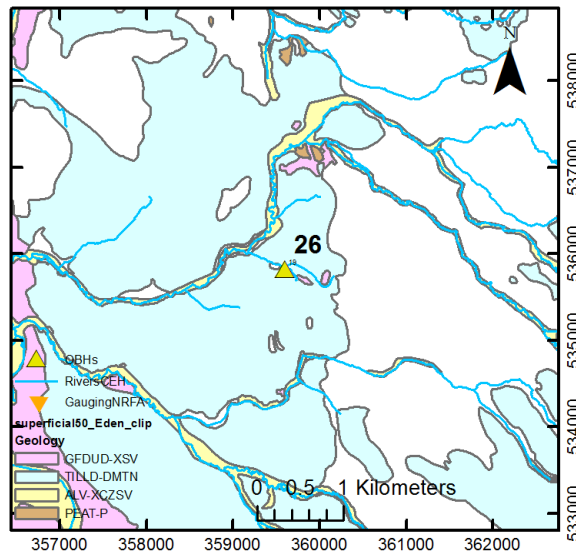 N
538000
537000
536000
535000
534000
533000
26
19
OBHs
RiversCEH
GaugingNRFA
superficial50_Eden_clip
Geology
GFDUD-XSV
TILLD-DMTN
ALV-XCZSV
PEAT-P
0 0.5 1 Kilometers
357000 358000 359000 360000 361000 362000